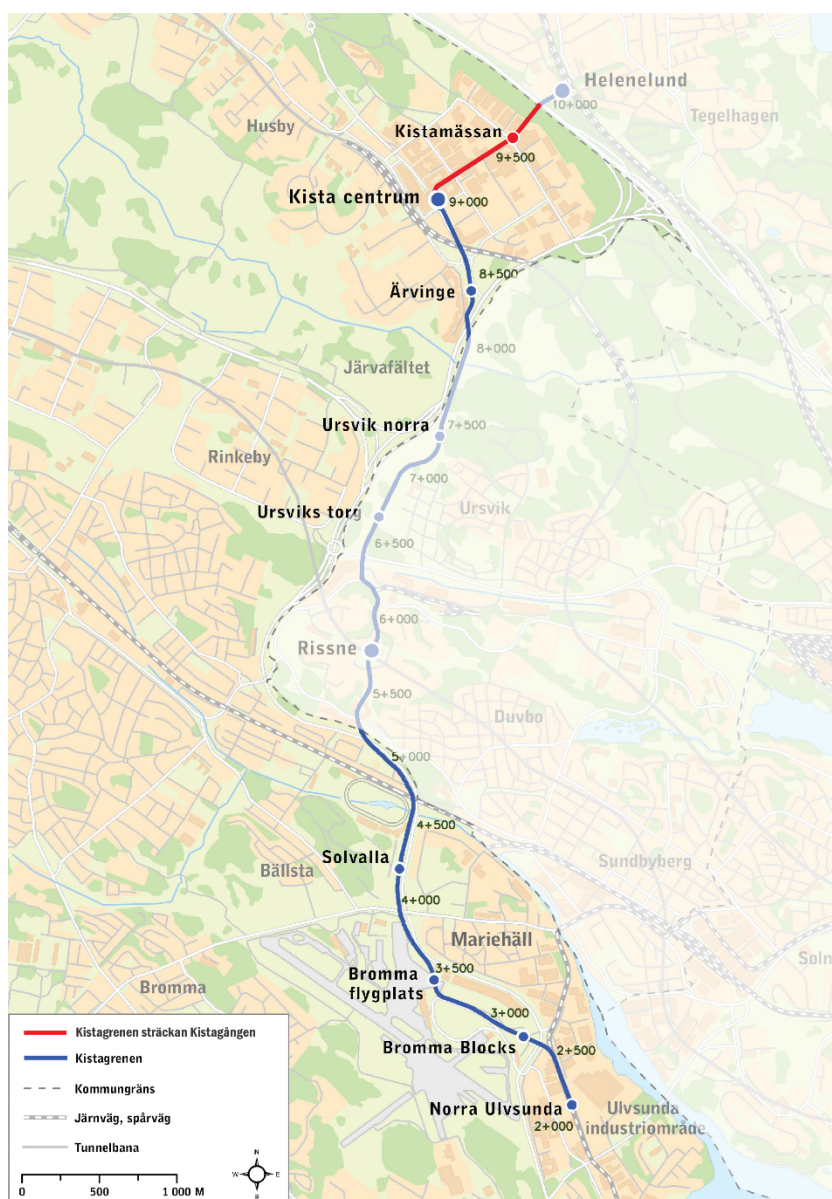 Helenelund
10+000
Tegelhagen
Husby
Kistamässan
9+500
Kista centrum
9+000
8+500
Ärvinge
8+000
Järvafältet
Ursvik norra
7+500
Rinkeby
7+000
Ursviks torg
Ursvik
6+500
6+000
Rissne
5+500
Duvbo
5+000
4+500
Solvalla
Sundbyberg
Bällsta
4+000
Mariehäll
Soln
3+500
Bromma
flygplats
Bromma
3+000
Bromma Blocks
2+500
Norra Ulvsunda
2+000
Ulvsunda
industriområde
Kistagrenen sträckan Kistagången
Kistagrenen
Kommungräns
Järnväg, spårväg
Tunnelbana
0 500 1 000 M
N
W E